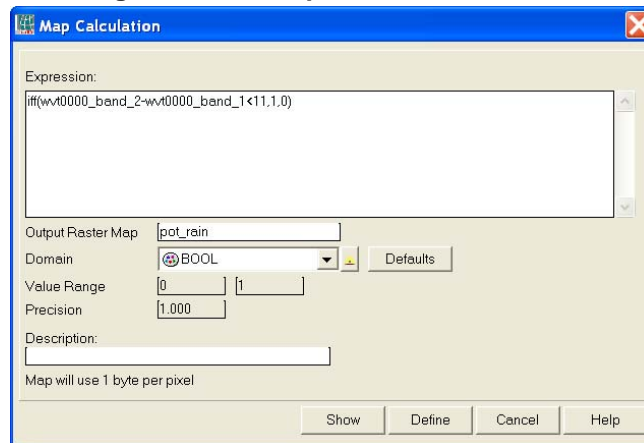 Map Calculation
Expression:
iff(wvt0000_band_2-wvt0000_band_1<11,1,0)
Output Raster Map pot_rain
Domain BOOL Defaults
Value Range 0 1
Precision 1.000
Description:
Map will use 1 byte per pixel
Show Define Cancel Help